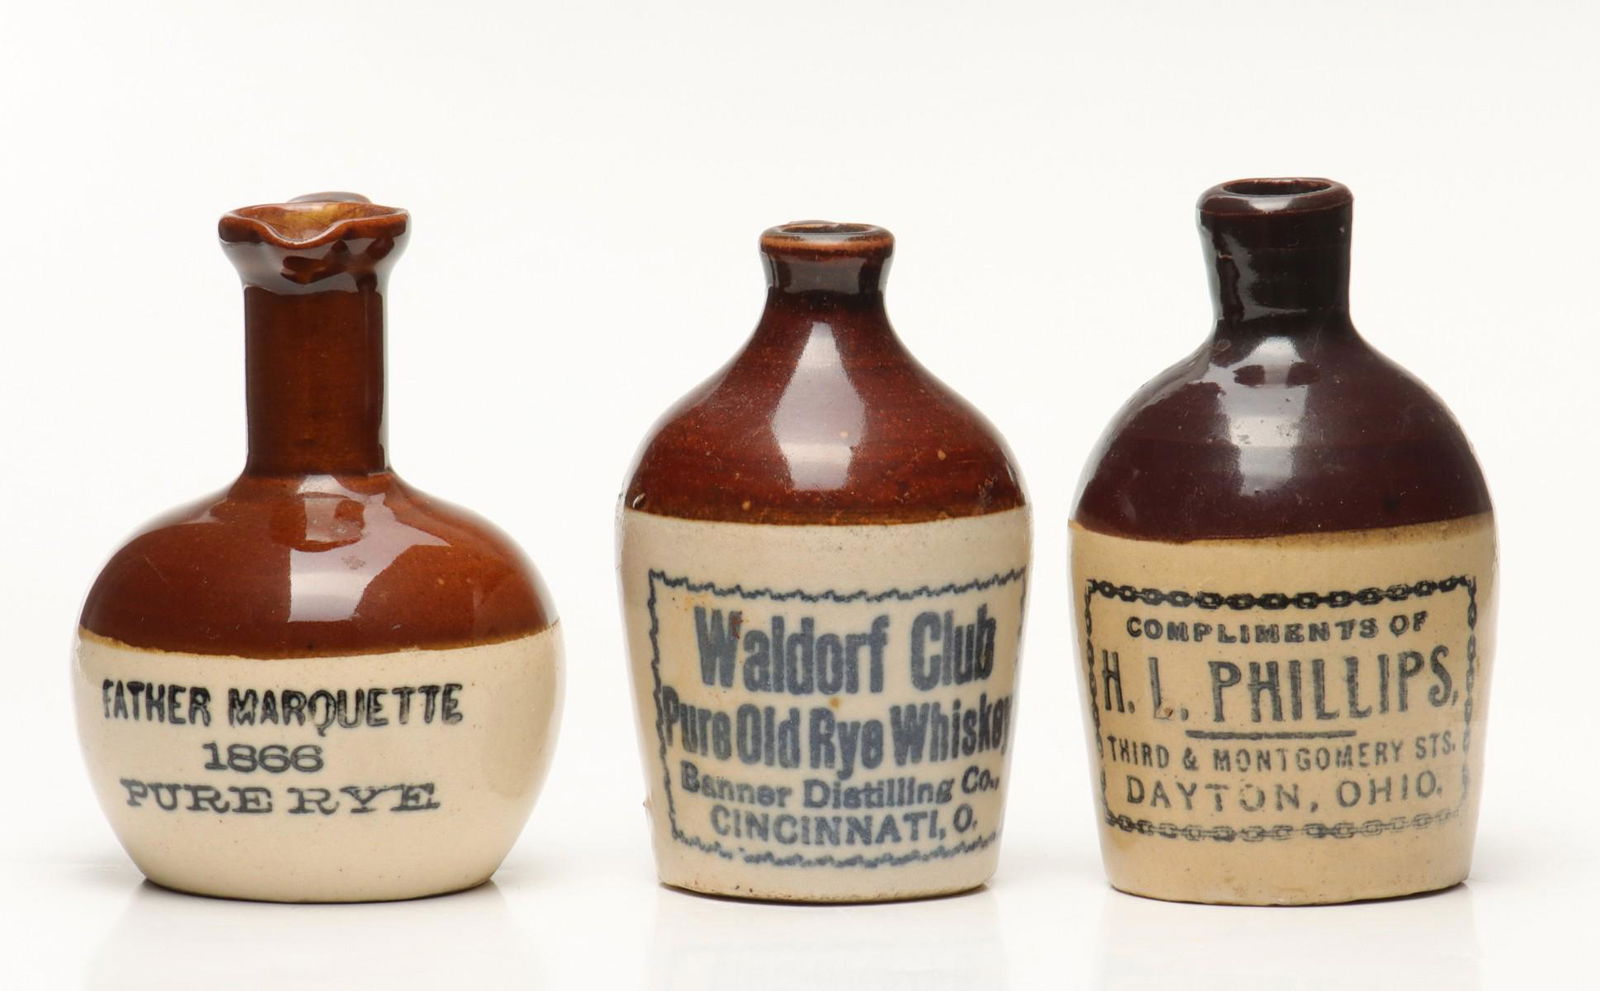 FATHER MARQUETTE
1866
PURE RYE
Waldorf Club
Pure Old Rye Whiskey
Banner Distilling Co.,
CINCINNATI, O.
COMPLIMENTS OF
H. L. PHILLIPS,
THIRD & MONTGOMERY STS.
DAYTON, OHIO.